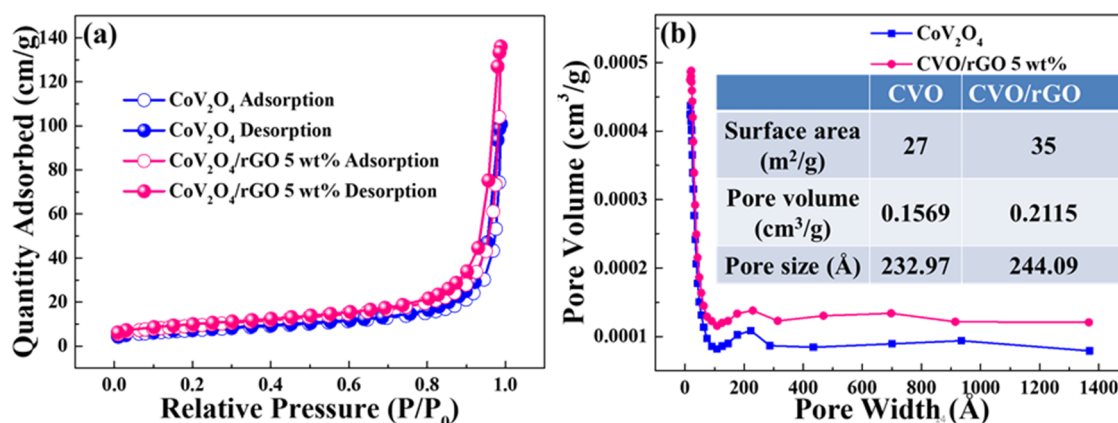 (a)
CoV₂O₄ Adsorption
CoV₂O₄ Desorption
CoV₂O₄/rGO 5 wt% Adsorption
CoV₂O₄/rGO 5 wt% Desorption
Quantity Adsorbed (cm/g)
140
120
100
80
60
40
20
0
0.0 0.2 0.4 0.6 0.8 1.0
Relative Pressure (P/P₀)
(b)
CoV₂O₄
CVO/rGO 5 wt%
CVO CVO/rGO
Surface area (m²/g) 27 35
Pore volume (cm³/g) 0.1569 0.2115
Pore size (Å) 232.97 244.09
Pore Volume (cm³/g)
0.0005
0.0004
0.0003
0.0002
0.0001
0 200 400 600 800 1000 1200 1400
Pore Width (Å)